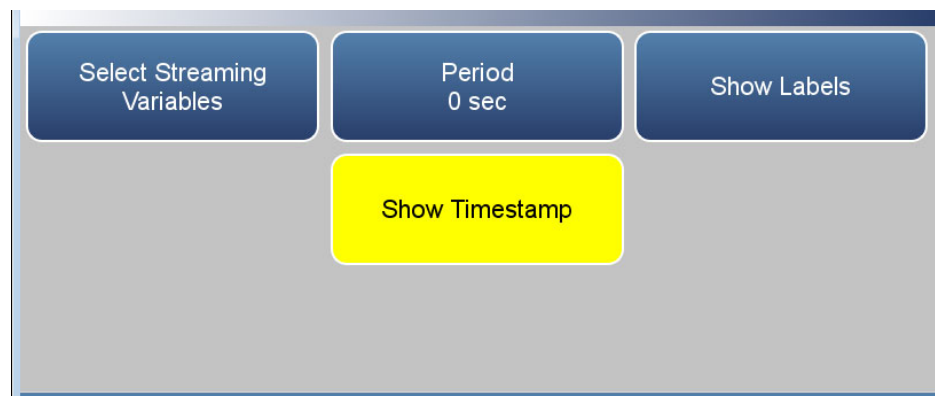 Select Streaming
Variables
Period
0 sec
Show Labels
Show Timestamp